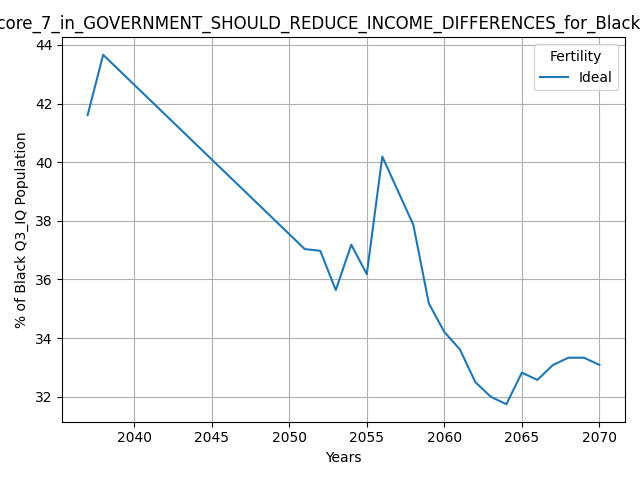 core_7_in_GOVERNMENT_SHOULD_REDUCE_INCOME_DIFFERENCES_for_Black
44
42
40
38
36
34
32
% of Black Q3_IQ Population
Fertility
Ideal
2040 2045 2050 2055 2060 2065 2070
Years